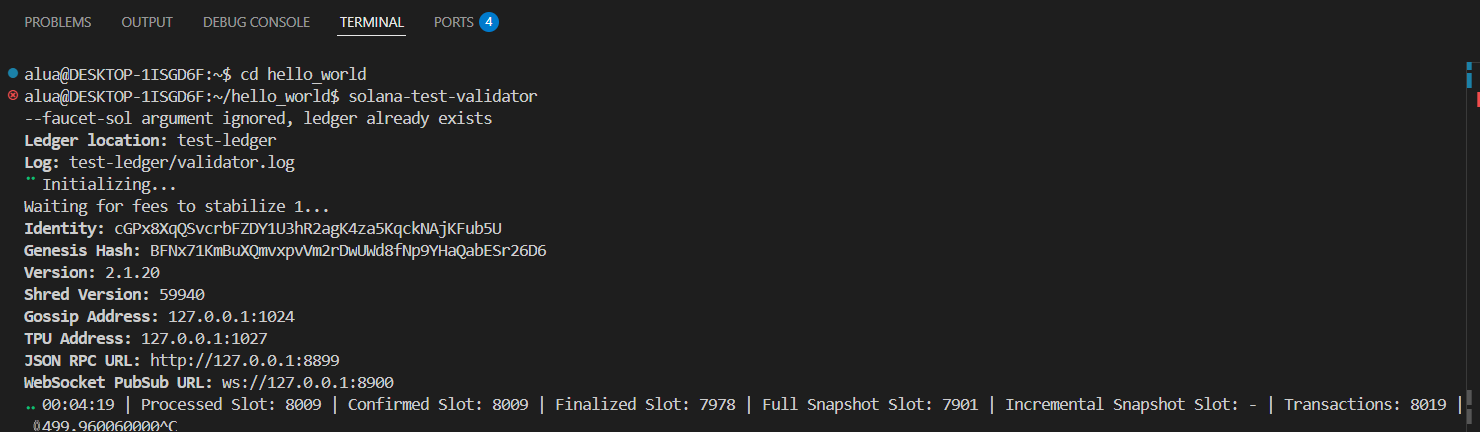 PROBLEMS OUTPUT DEBUG CONSOLE TERMINAL PORTS 4
alua@DESKTOP-1ISGD6F:~$ cd hello_world
alua@DESKTOP-1ISGD6F:~/hello_world$ solana-test-validator
--faucet-sol argument ignored, ledger already exists
Ledger location: test-ledger
Log: test-ledger/validator.log
Initializing...
Waiting for fees to stabilize 1...
Identity: cGPx8XqQSvcrbFZDY1U3hR2agK4za5KqckNAjKFub5U
Genesis Hash: BFNx71KmBuXQmvxpvVm2rDwUWd8fNp9YHaQabESr26D6
Version: 2.1.20
Shred Version: 59940
Gossip Address: 127.0.0.1:1024
TPU Address: 127.0.0.1:1027
JSON RPC URL: http://127.0.0.1:8899
WebSocket PubSub URL: ws://127.0.0.1:8900
00:04:19 | Processed Slot: 8009 | Confirmed Slot: 8009 | Finalized Slot: 7978 | Full Snapshot Slot: 7901 | Incremental Snapshot Slot: - | Transactions: 8019 |
499.960060000^C